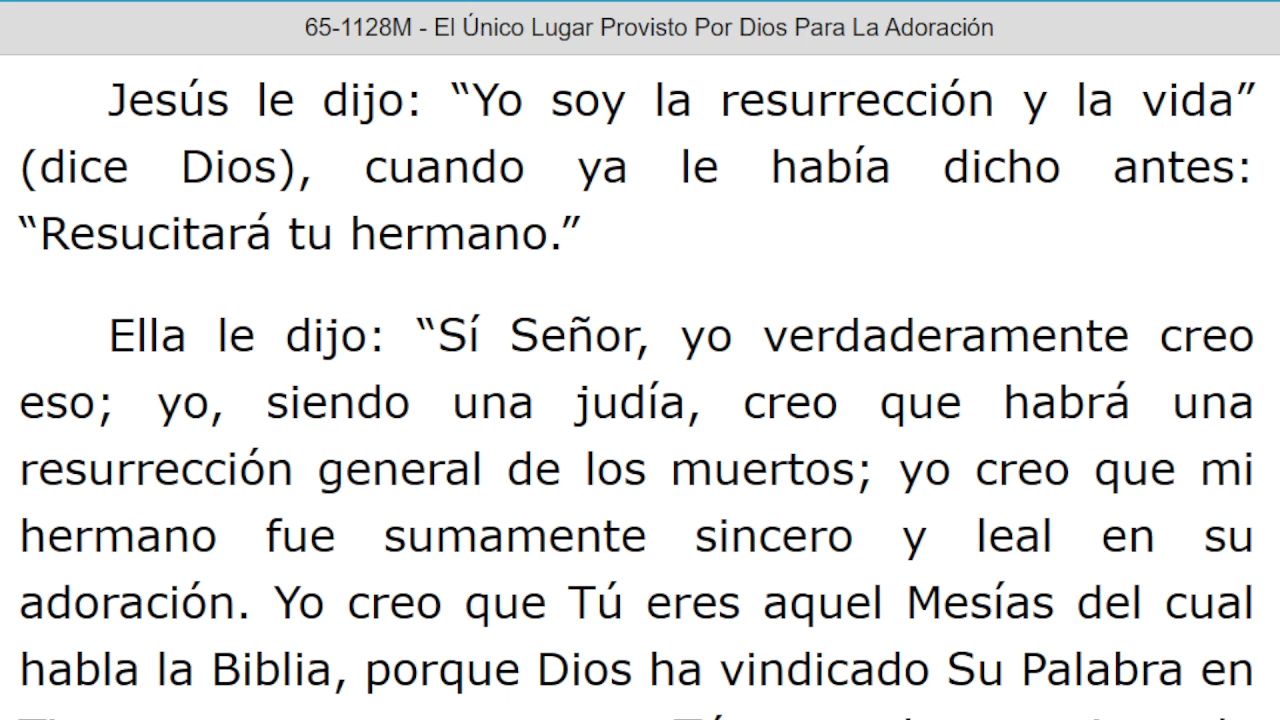 65-1128M - El Único Lugar Provisto Por Dios Para La Adoración
Jesús le dijo: “Yo soy la resurrección y la vida”
(dice Dios), cuando ya le había dicho antes:
“Resucitará tu hermano.”
Ella le dijo: “Sí Señor, yo verdaderamente creo
eso; yo, siendo una judía, creo que habrá una
resurrección general de los muertos; yo creo que mi
hermano fue sumamente sincero y leal en su
adoración. Yo creo que Tú eres aquel Mesías del cual
habla la Biblia, porque Dios ha vindicado Su Palabra en